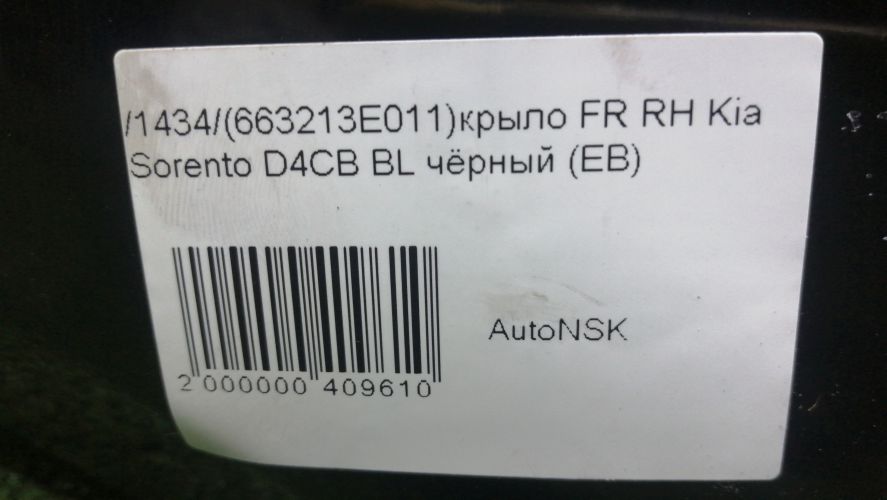 /1434/(663213E011)крыло FR RH Kia
Sorento D4CB BL чёрный (EB)
AutoNSK
2 000000 409610